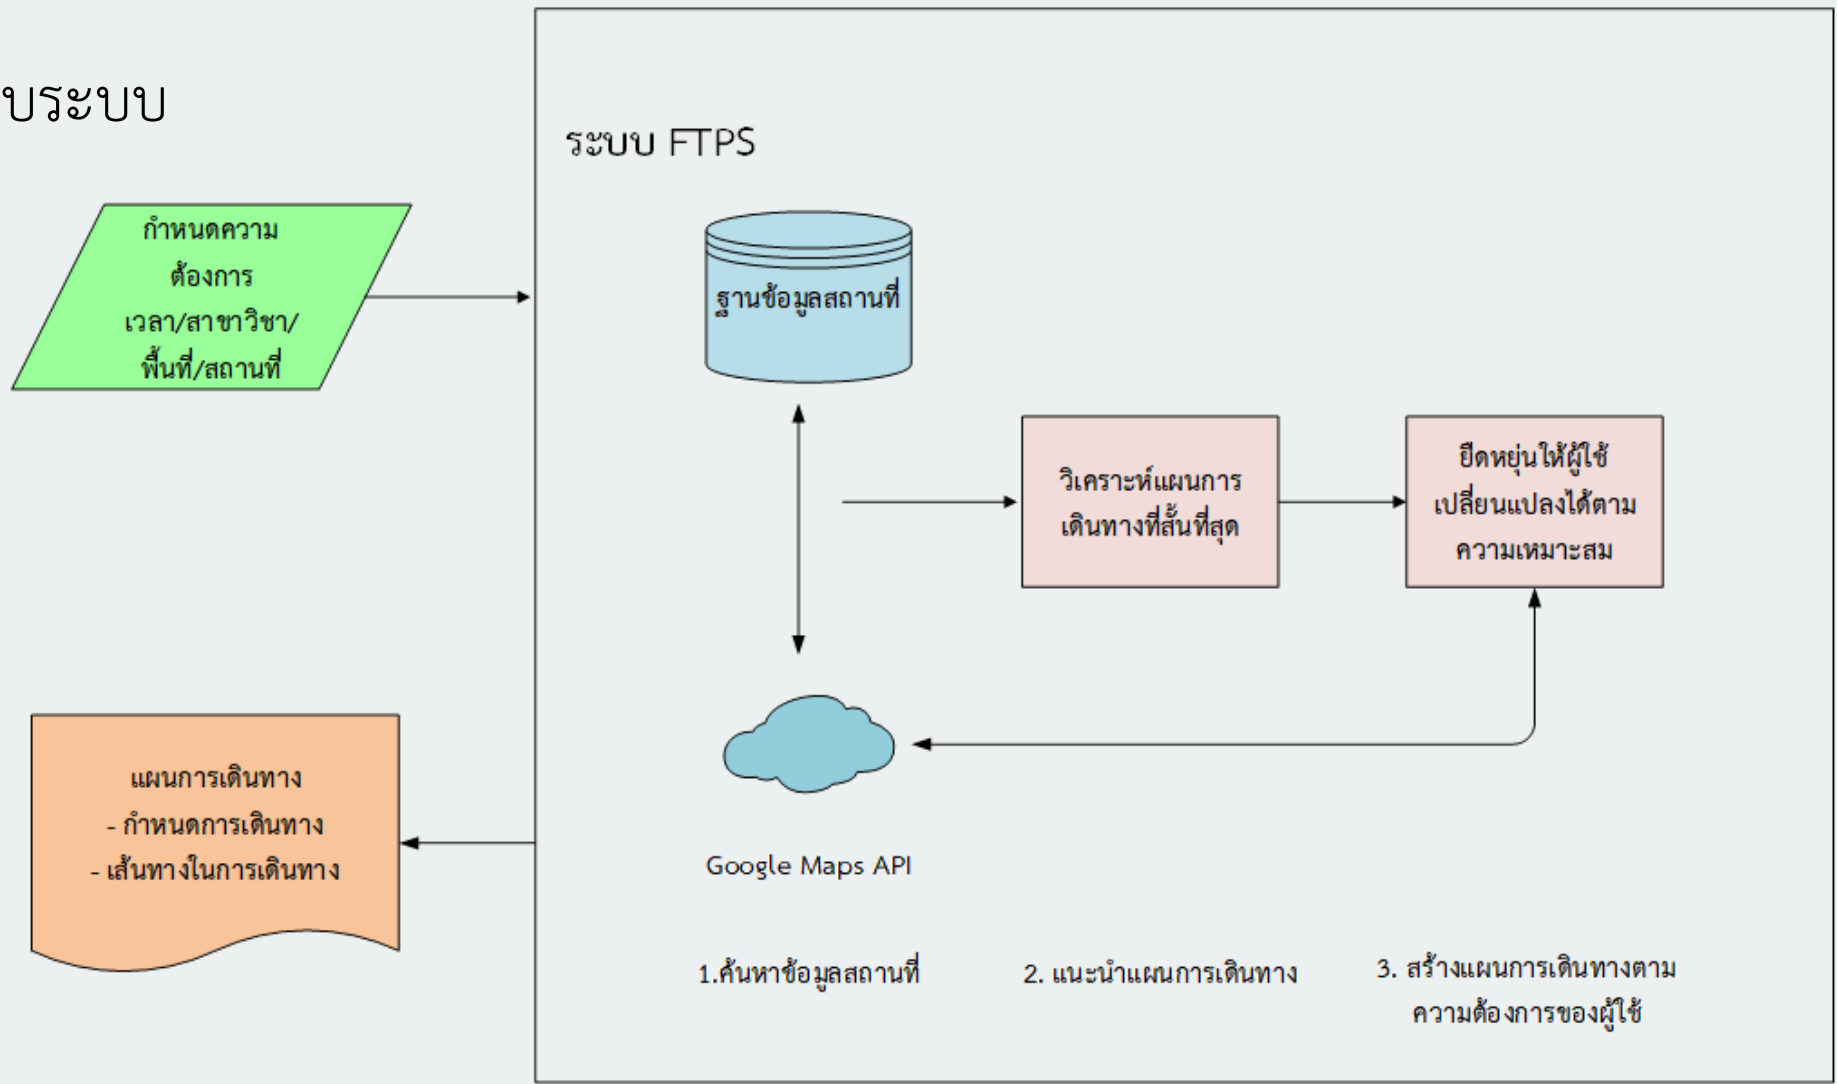 บระบบ
ระบบ FTPS
กำหนดความ
ต้องการ
เวลา/สาขาวิชา/
พื้นที่/สถานที่
ฐานข้อมูลสถานที่
วิเคราะห์แผนการ
เดินทางที่สั้นที่สุด
ยืดหยุ่นให้ผู้ใช้
เปลี่ยนแปลงได้ตาม
ความเหมาะสม
แผนการเดินทาง
- กำหนดการเดินทาง
- เส้นทางในการเดินทาง
Google Maps API
1.ค้นหาข้อมูลสถานที่
2. แนะนำแผนการเดินทาง
3. สร้างแผนการเดินทางตาม
ความต้องการของผู้ใช้